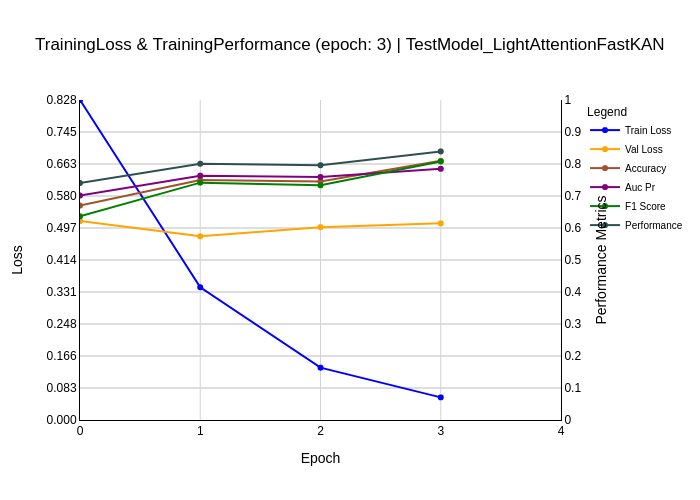 TrainingLoss & TrainingPerformance (epoch: 3) | TestModel_LightAttentionFastKAN
Loss
0.828
0.745
0.663
0.580
0.497
0.414
0.331
0.248
0.166
0.083
0.000
0
1
2
3
4
Epoch
1
0.9
0.8
0.7
0.6
0.5
0.4
0.3
0.2
0.1
0
Performance Metrics
Legend
Train Loss
Val Loss
Accuracy
Auc Pr
F1 Score
Performance